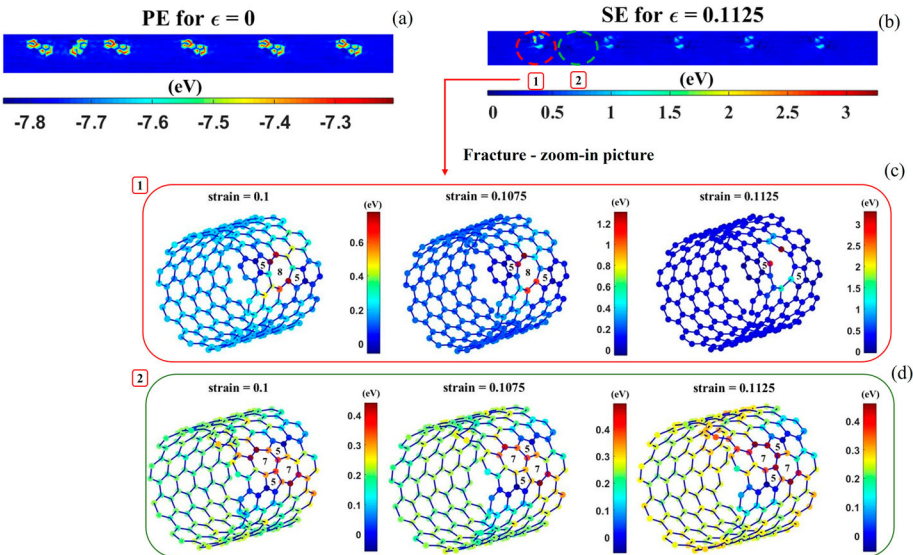 PE for ϵ = 0
(a)
(eV)
-7.8 -7.7 -7.6 -7.5 -7.4 -7.3
SE for ϵ = 0.1125
(b)
1 2
(eV)
0 0.5 1 1.5 2 2.5 3
Fracture - zoom-in picture
(c)
1
strain = 0.1
(eV)
0.6
0.4
0.2
0
5
8
5
strain = 0.1075
(eV)
1.2
1
0.8
0.6
0.4
0.2
0
5
8
5
strain = 0.1125
(eV)
3
2.5
2
1.5
1
0.5
0
5
5
(d)
2
strain = 0.1
(eV)
0.4
0.3
0.2
0.1
0
5
7
7
5
strain = 0.1075
(eV)
0.4
0.3
0.2
0.1
0
5
7
7
5
strain = 0.1125
(eV)
0.4
0.3
0.2
0.1
0
5
7
7
5